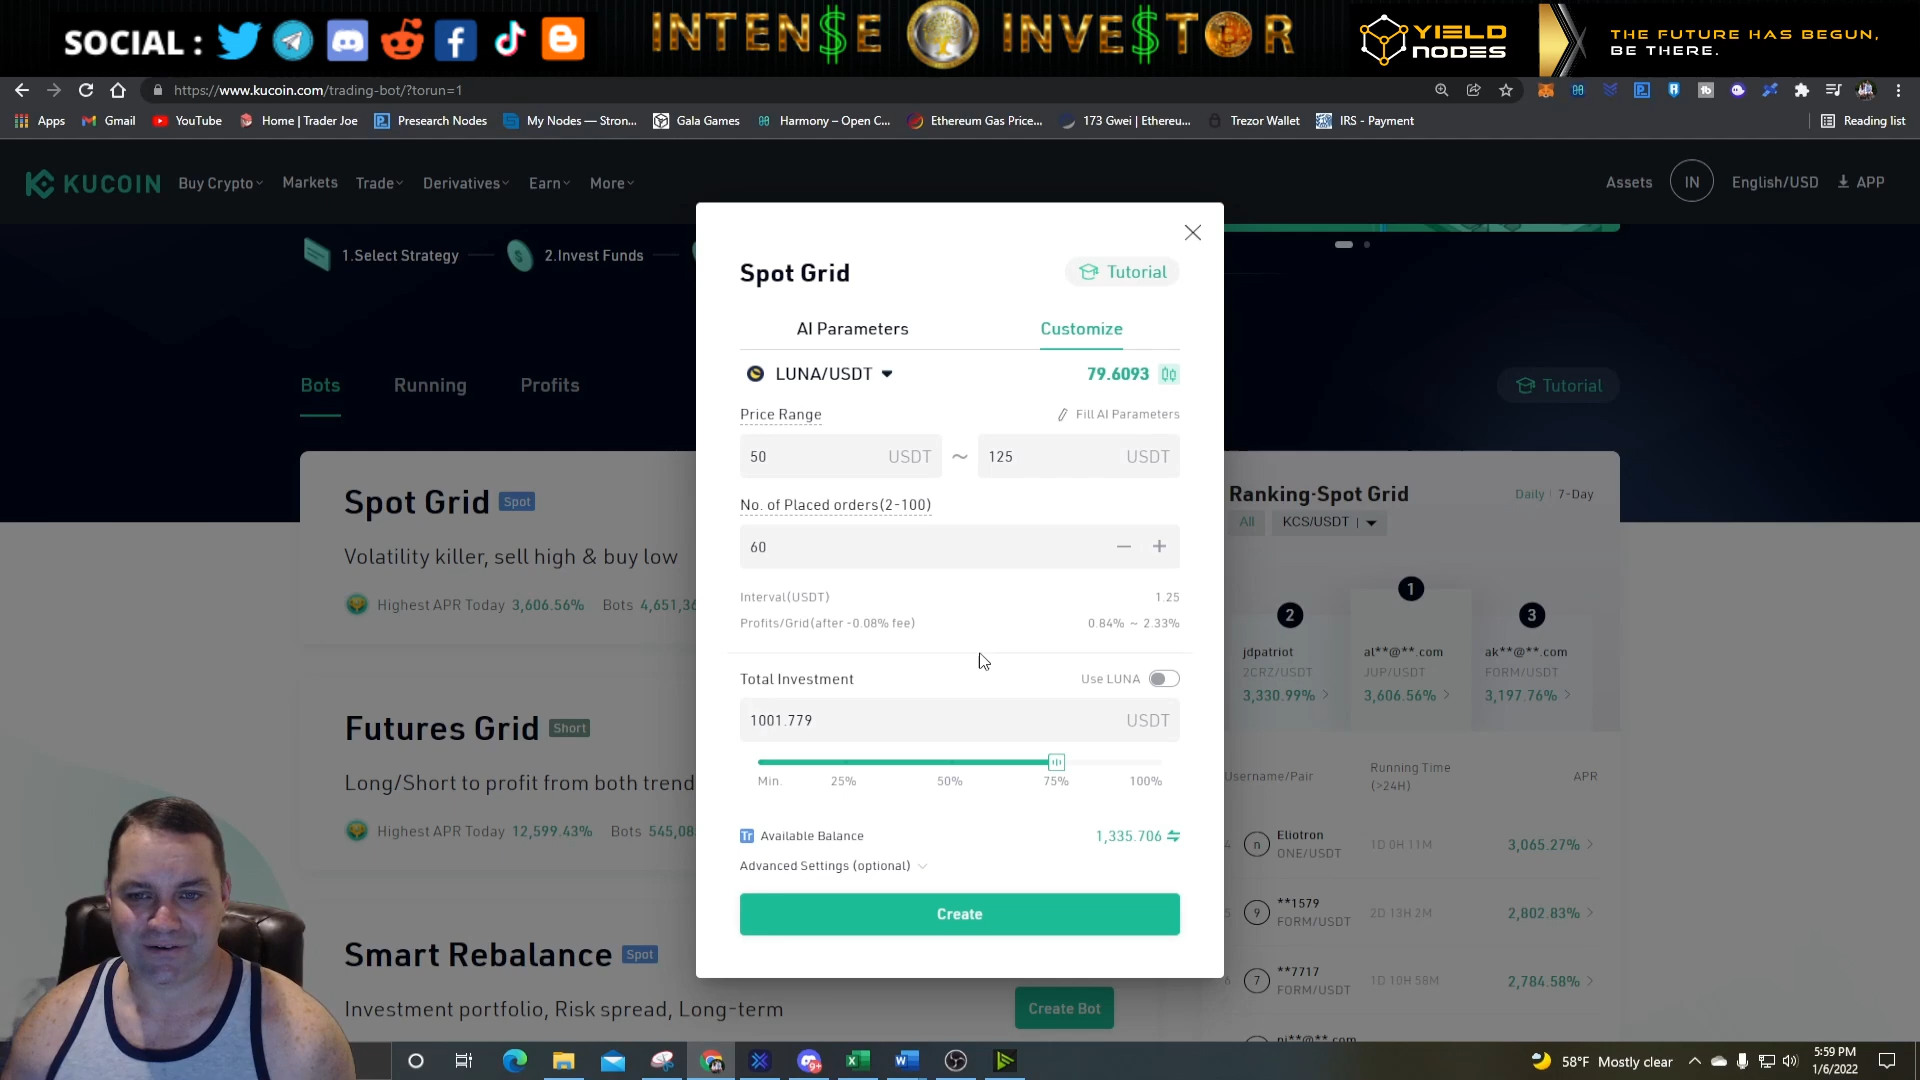 SOCIAL :
INTEN$E INVE$TOR
YIELD NODES
THE FUTURE HAS BEGUN,
BE THERE.
https://www.kucoin.com/trading-bot/?torun=1
Apps Gmail YouTube Home | Trader Joe Presearch Nodes My Nodes — Stron... Gala Games Harmony – Open C... Ethereum Gas Price... 173 Gwei | Ethereu... Trezor Wallet IRS - Payment Reading list
KUCOIN Buy Crypto Markets Trade Derivatives Earn More Assets IN English/USD APP
1.Select Strategy 2.Invest Funds
Bots Running Profits Tutorial
Spot Grid Spot
Volatility killer, sell high & buy low
Highest APR Today 3,606.56% Bots 4,651,36
Futures Grid Short
Long/Short to profit from both trend
Highest APR Today 12,599.43% Bots 545,08
Smart Rebalance Spot
Investment portfolio, Risk spread, Long-term
Create Bot
Spot Grid Tutorial
AI Parameters Customize
LUNA/USDT 79.6093
Price Range Fill AI Parameters
50 USDT ~ 125 USDT
No. of Placed orders(2-100)
60 — +
Interval(USDT) 1.25
Profits/Grid(after -0.08% fee) 0.84% ~ 2.33%
Total Investment Use LUNA
1001.779 USDT
Min. 25% 50% 75% 100%
Tr Available Balance 1,335.706
Advanced Settings (optional)
Create
Ranking·Spot Grid Daily | 7-Day
All KCS/USDT
1
2 3
jdpatriot al**@**.com ak**@**.com
2CRZ/USDT JUP/USDT FORM/USDT
3,330.99% 3,606.56% 3,197.76%
Username/Pair Running Time (>24H) APR
4 n Eliotron ONE/USDT 1D 0H 11M 3,065.27%
5 9 **1579 FORM/USDT 2D 13H 2M 2,802.83%
6 7 **7717 FORM/USDT 1D 10H 58M 2,784.58%
58°F Mostly clear
5:59 PM
1/6/2022